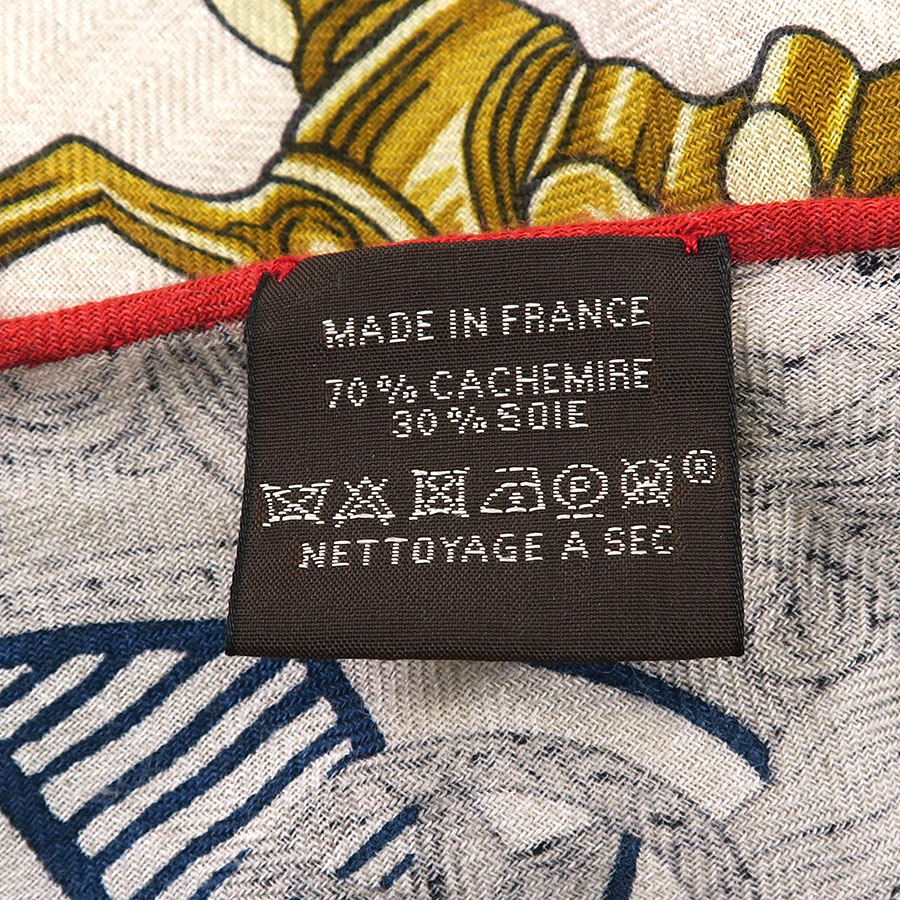 MADE IN FRANCE
70% CACHEMIRE
30% SOIE
P ®
NETTOYAGE A SEC